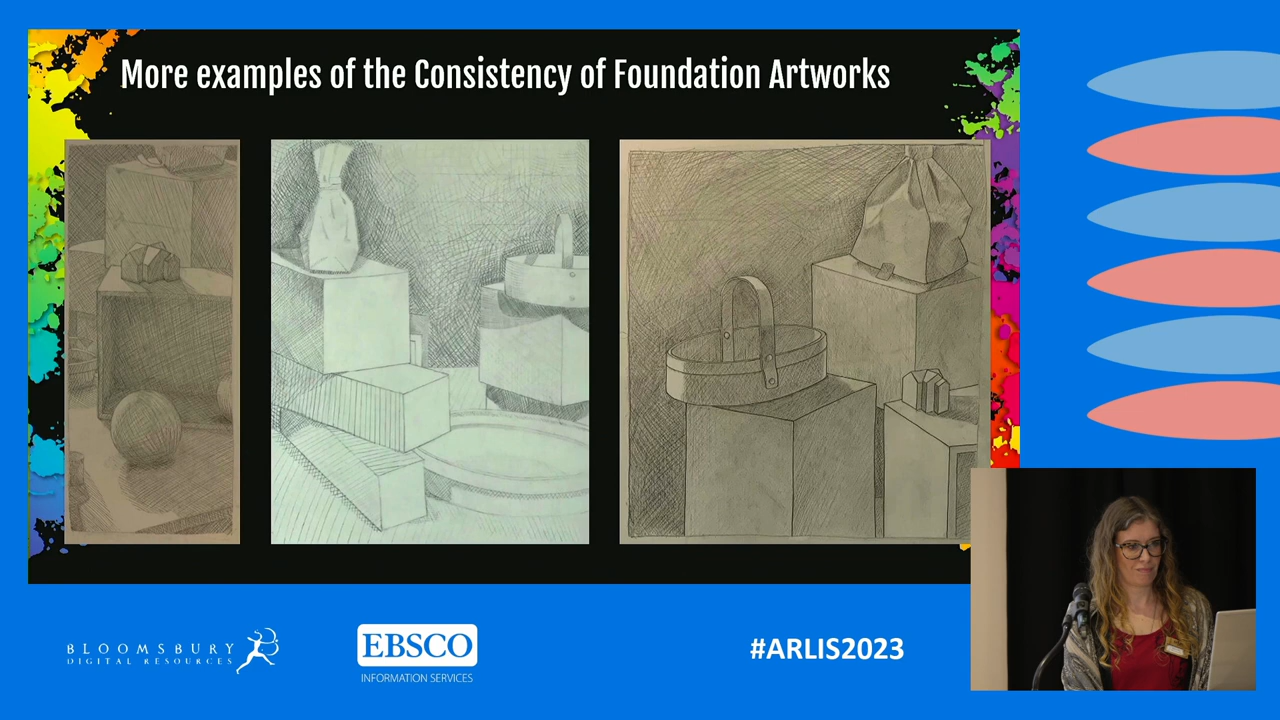 More examples of the Consistency of Foundation Artworks
BLOOMSBURY
DIGITAL RESOURCES
EBSCO
INFORMATION SERVICES
#ARLIS2023